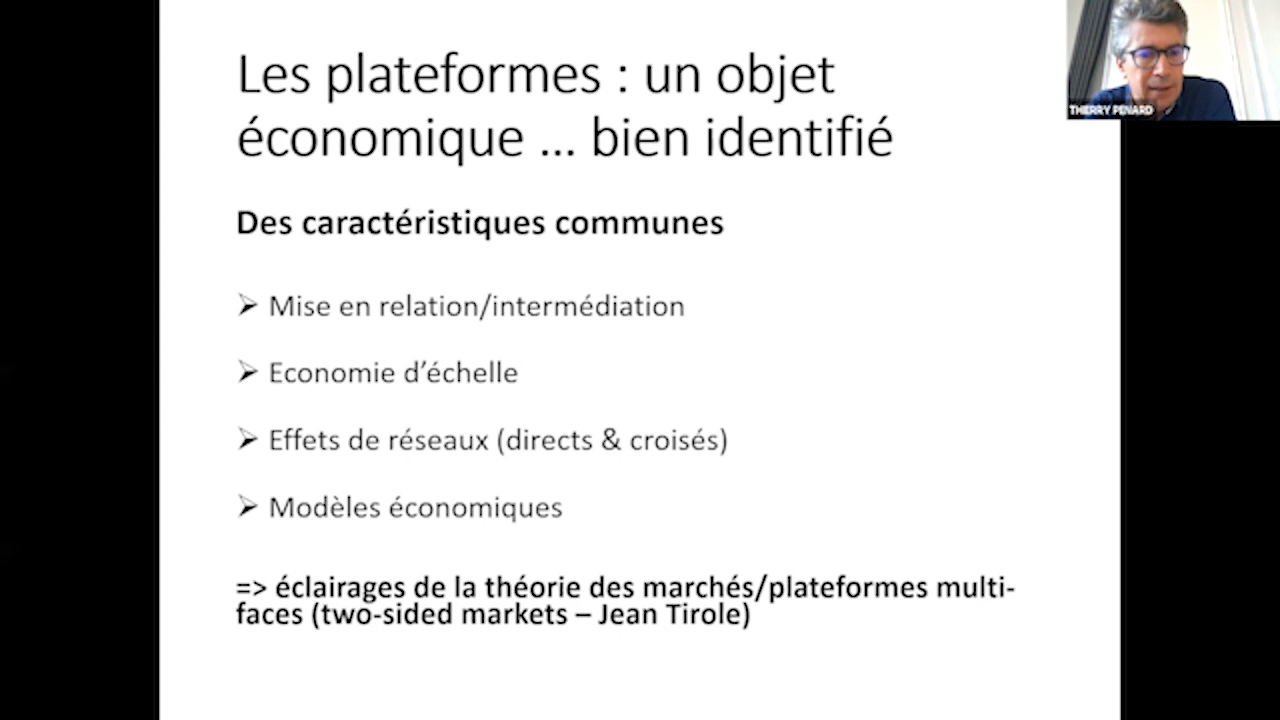 Les plateformes : un objet
économique ... bien identifié
THIERRY PENARD
Des caractéristiques communes
➢ Mise en relation/intermédiation
➢ Economie d’échelle
➢ Effets de réseaux (directs & croisés)
➢ Modèles économiques
=> éclairages de la théorie des marchés/plateformes multi-
faces (two-sided markets – Jean Tirole)